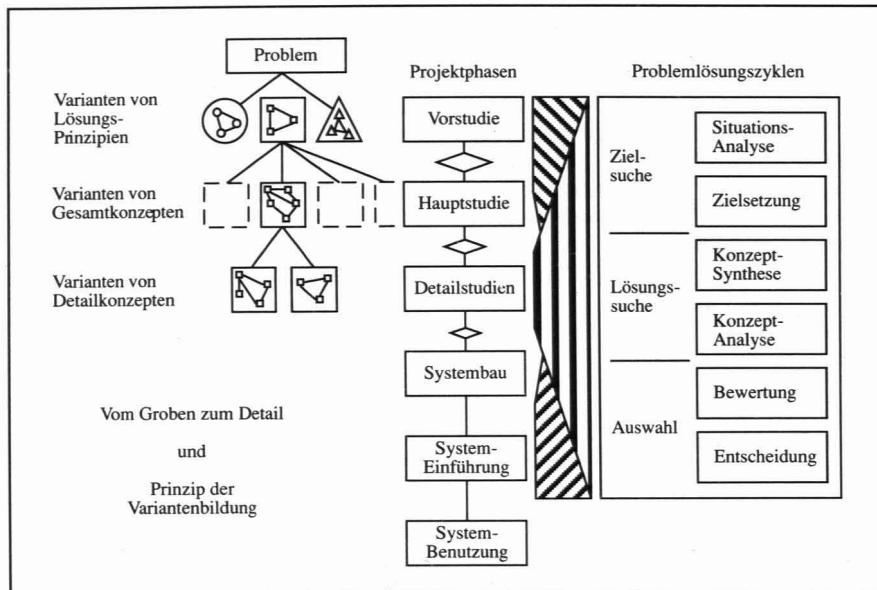 Problem
Varianten von
Lösungs-
Prinzipien
Varianten von
Gesamtkonzepten
Varianten von
Detailkonzepten
Vom Groben zum Detail
und
Prinzip der
Variantenbildung
Projektphasen
Vorstudie
Hauptstudie
Detailstudien
Systembau
System-
Einführung
System-
Benutzung
Problemlösungszyklen
Ziel-
suche
Situations-
Analyse
Zielsetzung
Lösungs-
suche
Konzept-
Synthese
Konzept-
Analyse
Auswahl
Bewertung
Entscheidung